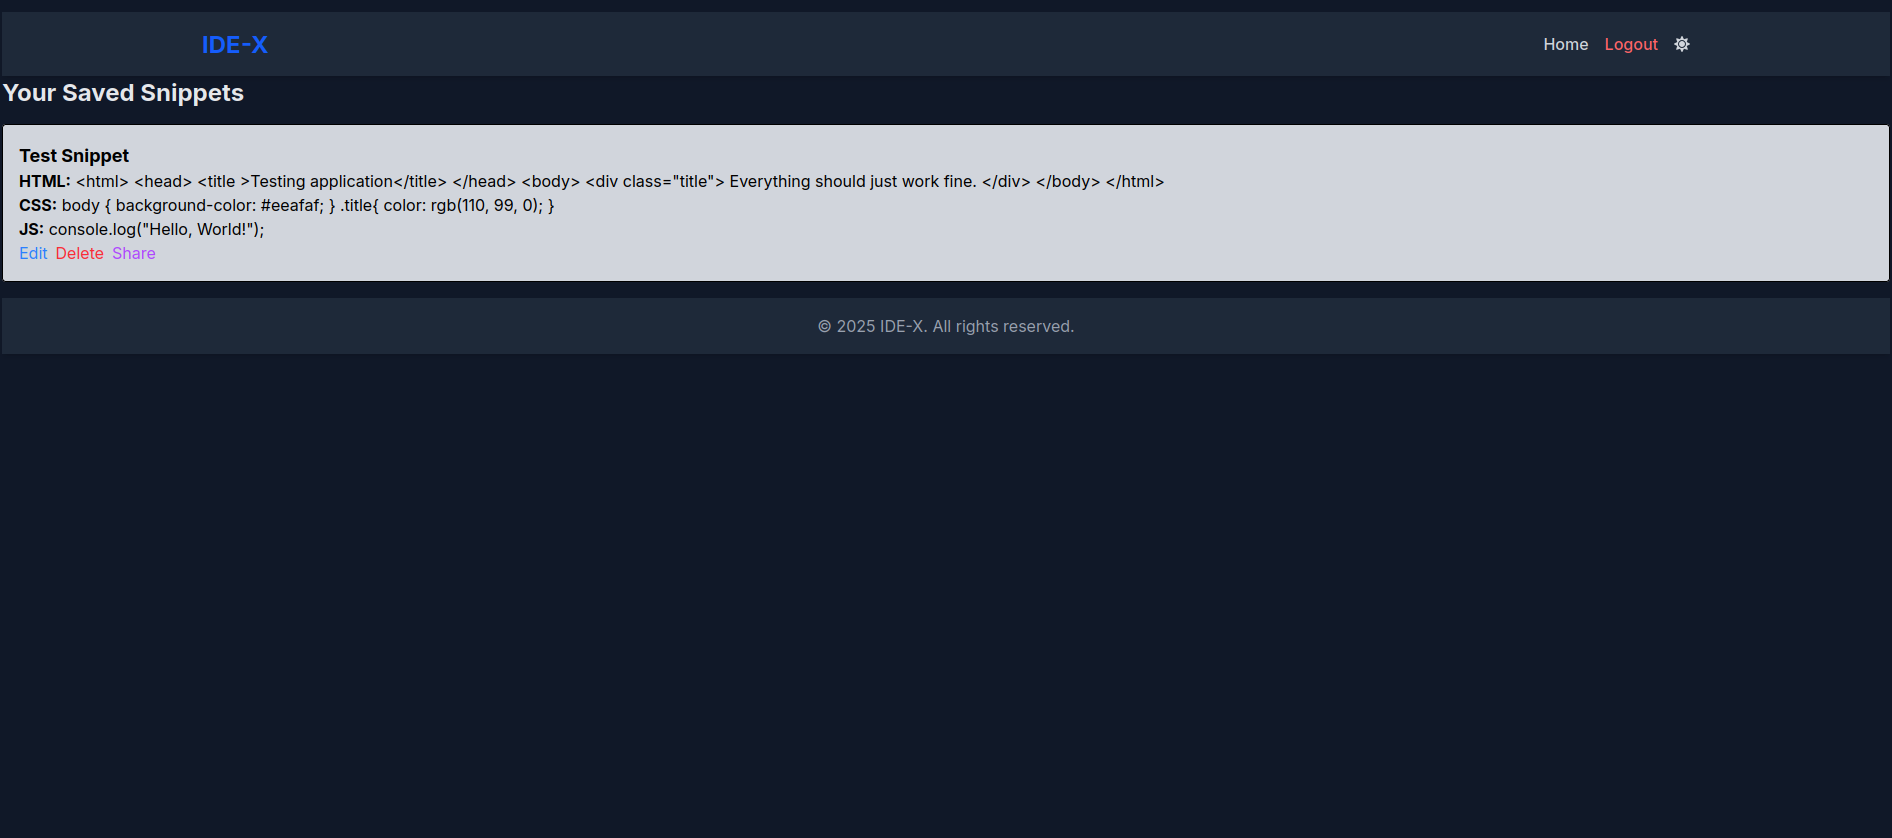 IDE-X
Home Logout
Your Saved Snippets
Test Snippet
HTML: <html> <head> <title >Testing application</title> </head> <body> <div class="title"> Everything should just work fine. </div> </body> </html>
CSS: body { background-color: #eeafaf; } .title{ color: rgb(110, 99, 0); }
JS: console.log("Hello, World!");
Edit Delete Share
© 2025 IDE-X. All rights reserved.